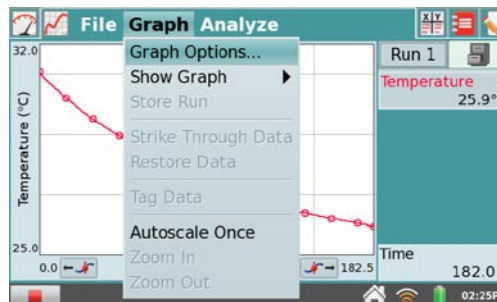 File Graph Analyze
X Y
32.0
Temperature (°C)
25.0
0.0
182.5
Graph Options...
Show Graph
Store Run
Strike Through Data
Restore Data
Tag Data
Autoscale Once
Zoom In
Zoom Out
Run 1
Temperature
25.9°
Time
182.0
02:25